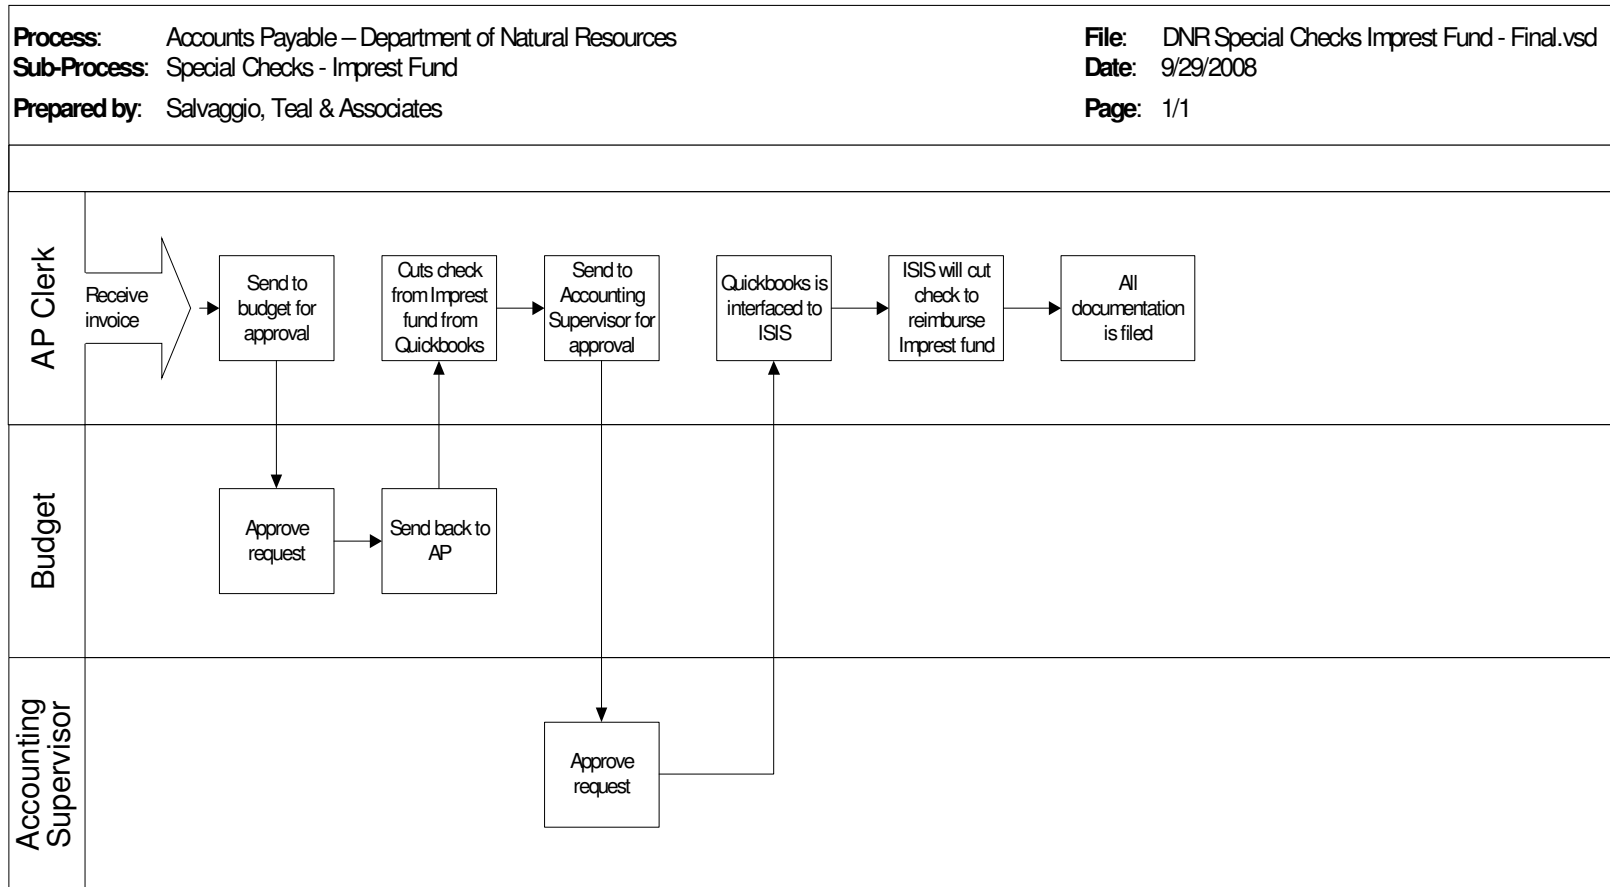 Process: Accounts Payable – Department of Natural Resources
File: DNR Special Checks Imprest Fund - Final.vsd
Sub-Process: Special Checks - Imprest Fund
Date: 9/29/2008
Prepared by: Salvaggio, Teal & Associates
Page: 1/1
AP Clerk
Receive
invoice
Send to
budget for
approval
Cuts check
from Imprest
fund from
Quickbooks
Send to
Accounting
Supervisor for
approval
Quickbooks is
interfaced to
ISIS
ISIS will cut
check to
reimburse
Imprest fund
All
documentation
is filed
Budget
Approve
request
Send back to
AP
Accounting
Supervisor
Approve
request